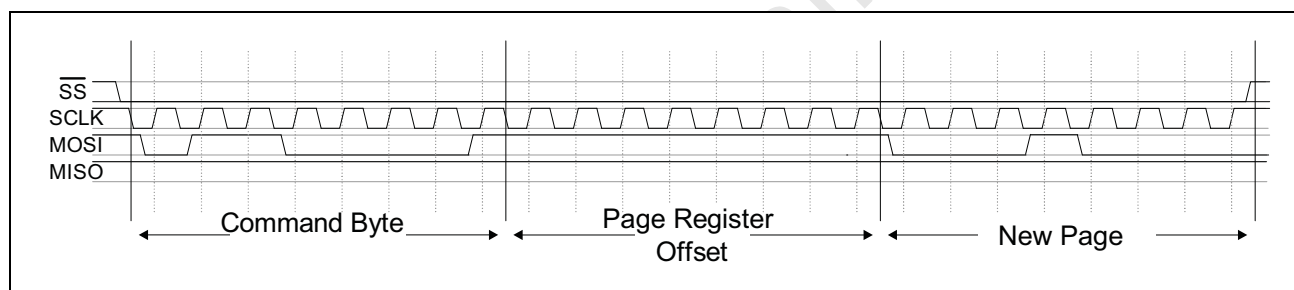 SS
SCLK
MOSI
MISO
Command Byte
Page Register
Offset
New Page